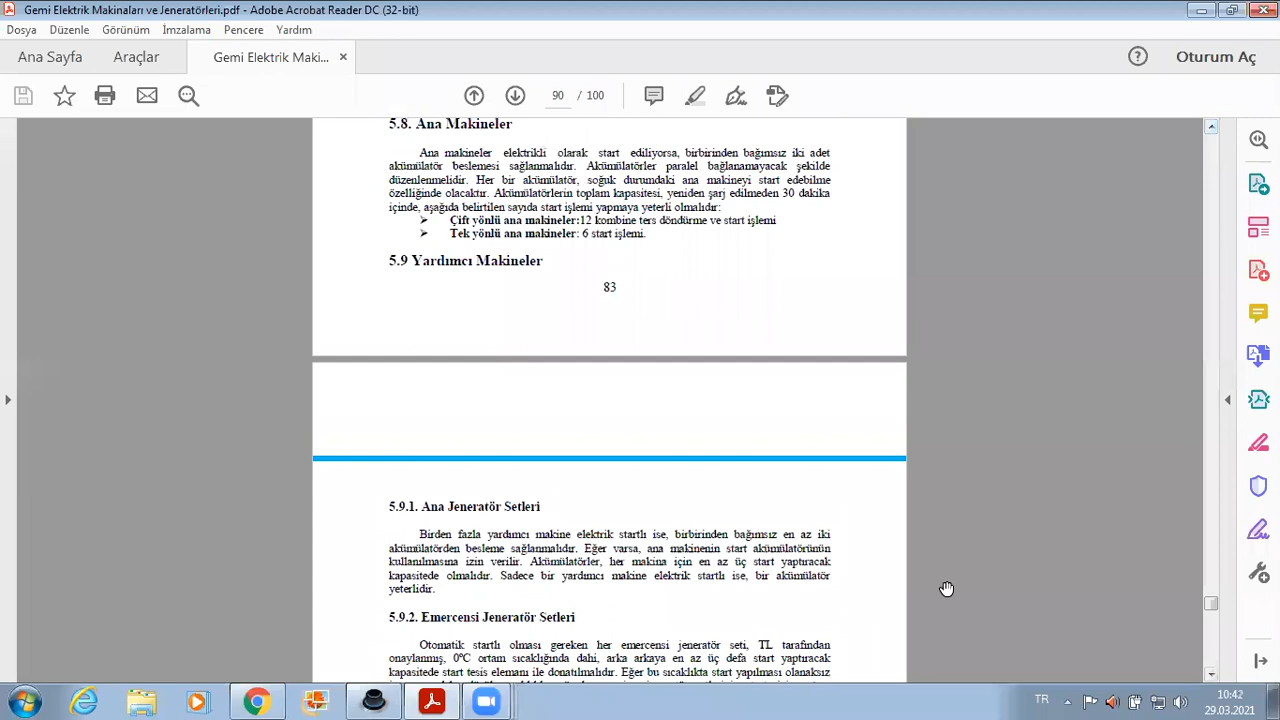 Gemi Elektrik Makinaları ve Jeneratörleri.pdf - Adobe Acrobat Reader DC (32-bit)
Dosya Düzenle Görünüm İmzalama Pencere Yardım
Ana Sayfa Araçlar Gemi Elektrik Maki... × Oturum Aç
90 / 100
5.8. Ana Makineler
Ana makineler elektrikli olarak start ediliyorsa, birbirinden bağımsız iki adet
akümülatör beslemesi sağlanmalıdır. Akümülatörler paralel bağlanamayacak şekilde
düzenlenmelidir. Her bir akümülatör, soğuk durumdaki ana makineyi start edebilme
özelliğinde olacaktır. Akümülatörlerin toplam kapasitesi, yeniden şarj edilmeden 30 dakika
içinde, aşağıda belirtilen sayıda start işlemi yapmaya yeterli olmalıdır:
➤ Çift yönlü ana makineler:12 kombine ters döndürme ve start işlemi
➤ Tek yönlü ana makineler: 6 start işlemi.
5.9 Yardımcı Makineler
83
5.9.1. Ana Jeneratör Setleri
Birden fazla yardımcı makine elektrik startlı ise, birbirinden bağımsız en az iki
akümülatörden besleme sağlanmalıdır. Eğer varsa, ana makinenin start akümülatörünün
kullanılmasına izin verilir. Akümülatörler, her makina için en az üç start yaptıracak
kapasitede olmalıdır. Sadece bir yardımcı makine elektrik startlı ise, bir akümülatör
yeterlidir.
5.9.2. Emercensi Jeneratör Setleri
Otomatik startlı olması gereken her emercensi jeneratör seti, TL tarafından
onaylanmış, 0ºC ortam sıcaklığında dahi, arka arkaya en az üç defa start yaptıracak
kapasitede start tesis elemanı ile donatılmalıdır. Eğer bu sıcaklıkta start yapılması olanaksız
TR 10:42
29.03.2021